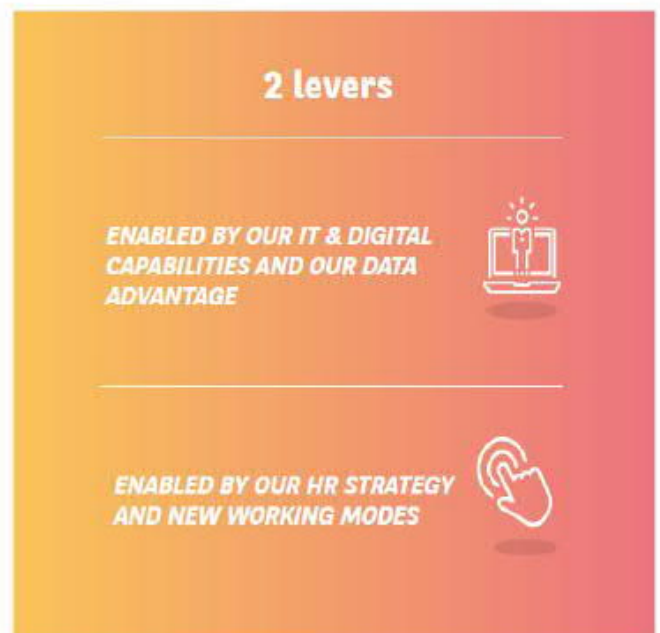 2 levers
ENABLED BY OUR IT & DIGITAL
CAPABILITIES AND OUR DATA
ADVANTAGE
ENABLED BY OUR HR STRATEGY
AND NEW WORKING MODES